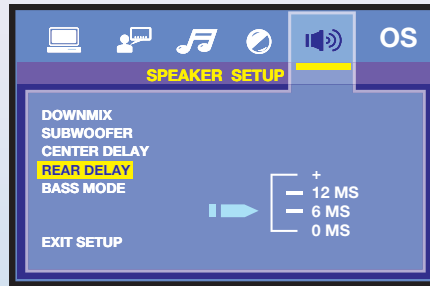 OS
SPEAKER SETUP
DOWNMIX
SUBWOOFER
CENTER DELAY
REAR DELAY
BASS MODE
EXIT SETUP
+
12 MS
6 MS
0 MS